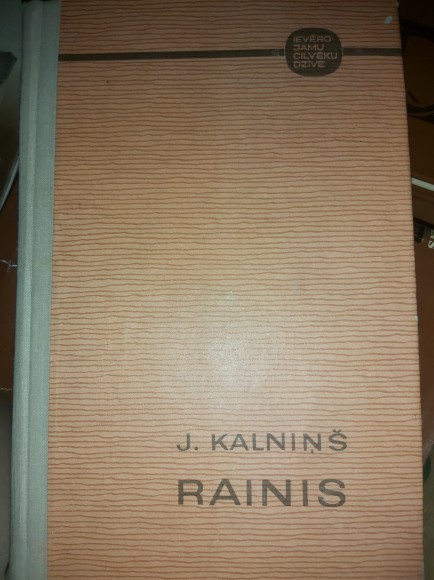 IEVĒRO-
JAMU
CILVĒKU
DZĪVE
J. KALNIŅŠ
RAINIS